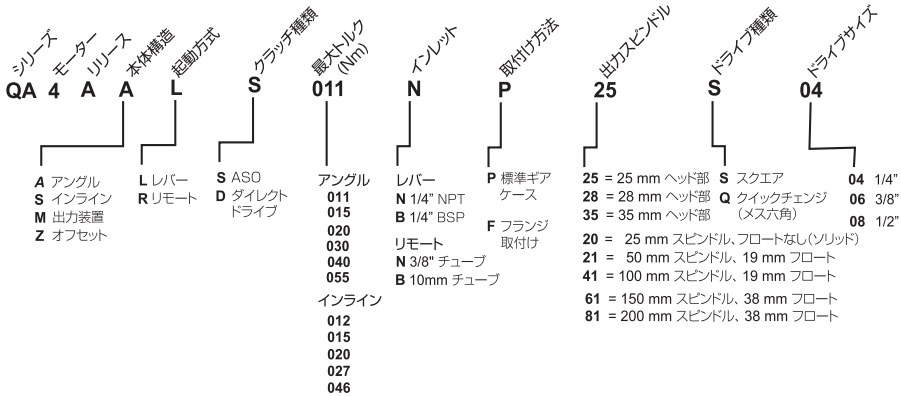 シリーズ
モーター
リリース
本体構造
起動方式
クラッチ種類
最大トルク
(Nm)
インレット
取付け方法
出力スピンドル
ドライブ種類
ドライブサイズ
QA 4 A A L S 011 N P 25 S 04
A アングル
S インライン
M 出力装置
Z オフセット
L レバー
R リモート
S ASO
D ダイレクト
ドライブ
アングル
011
015
020
030
040
055
インライン
012
015
020
027
046
レバー
N 1/4” NPT
B 1/4” BSP
リモート
N 3/8" チューブ
B 10mm チューブ
P 標準ギア
ケース
F フランジ
取付け
25 = 25 mm ヘッド部
28 = 28 mm ヘッド部
35 = 35 mm ヘッド部
20 = 25 mm スピンドル、フロートなし（ソリッド）
21 = 50 mm スピンドル、19 mm フロート
41 = 100 mm スピンドル、19 mm フロート
61 = 150 mm スピンドル、38 mm フロート
81 = 200 mm スピンドル、38 mm フロート
S スクエア
Q クイックチェンジ
（メス六角）
04 1/4”
06 3/8”
08 1/2”